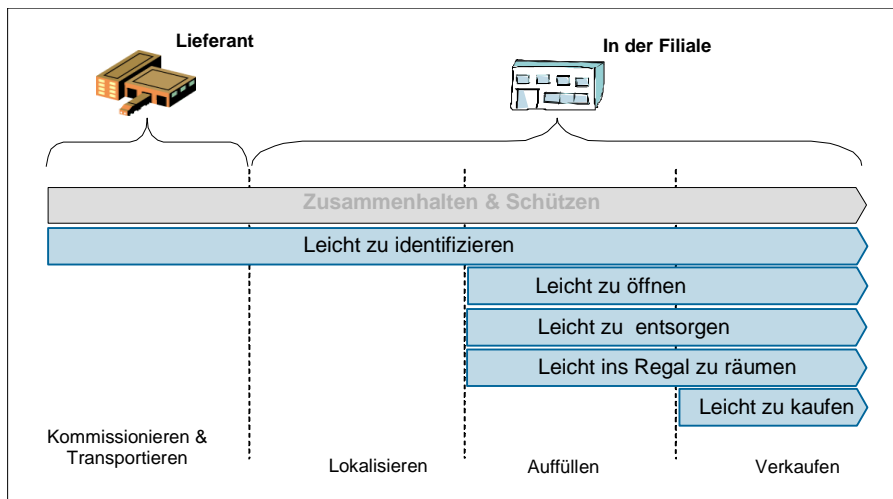 Lieferant
In der Filiale
Zusammenhalten & Schützen
Leicht zu identifizieren
Leicht zu öffnen
Leicht zu entsorgen
Leicht ins Regal zu räumen
Leicht zu kaufen
Kommissionieren &
Transportieren
Lokalisieren
Auffüllen
Verkaufen